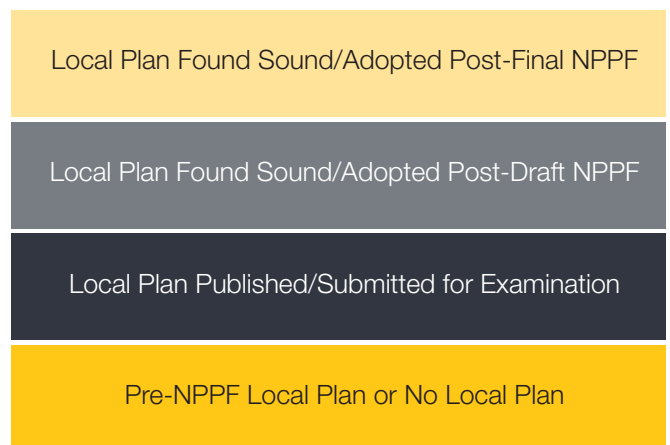 Local Plan Found Sound/Adopted Post-Final NPPF
Local Plan Found Sound/Adopted Post-Draft NPPF
Local Plan Published/Submitted for Examination
Pre-NPPF Local Plan or No Local Plan